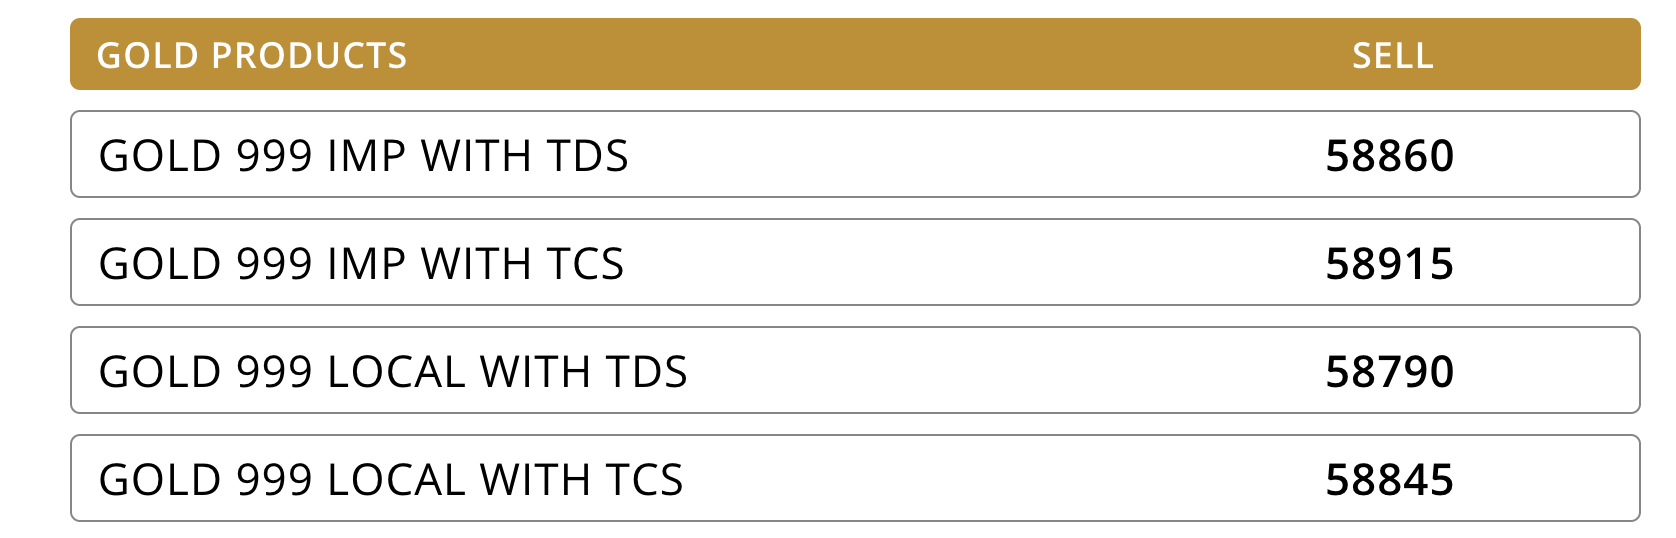 GOLD PRODUCTS SELL
GOLD 999 IMP WITH TDS 58860
GOLD 999 IMP WITH TCS 58915
GOLD 999 LOCAL WITH TDS 58790
GOLD 999 LOCAL WITH TCS 58845